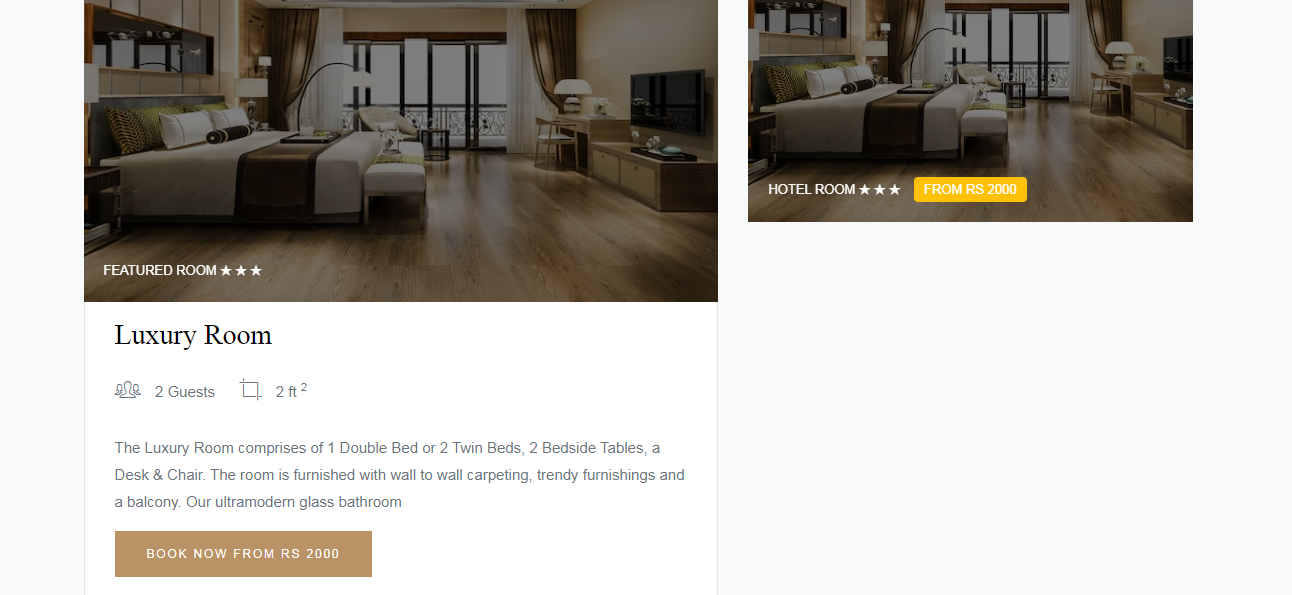 FEATURED ROOM ★★★
HOTEL ROOM ★★★ FROM RS 2000
Luxury Room
2 Guests 2 ft ²
The Luxury Room comprises of 1 Double Bed or 2 Twin Beds, 2 Bedside Tables, a
Desk & Chair. The room is furnished with wall to wall carpeting, trendy furnishings and
a balcony. Our ultramodern glass bathroom
BOOK NOW FROM RS 2000